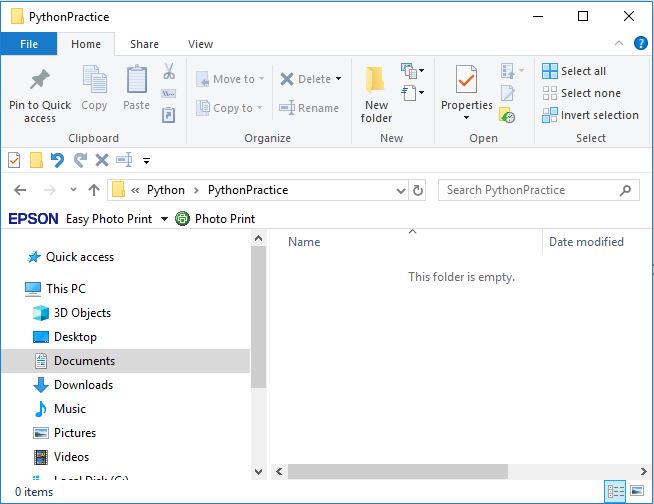 PythonPractice
File Home Share View
Pin to Quick access
Copy
Paste
Clipboard
Move to
Copy to
Delete
Rename
Organize
New folder
New
Properties
Open
Select all
Select none
Invert selection
Select
« Python > PythonPractice
Search PythonPractice
EPSON Easy Photo Print Photo Print
Quick access
This PC
3D Objects
Desktop
Documents
Downloads
Music
Pictures
Videos
Local Disk (C:)
Name Date modified
This folder is empty.
0 items